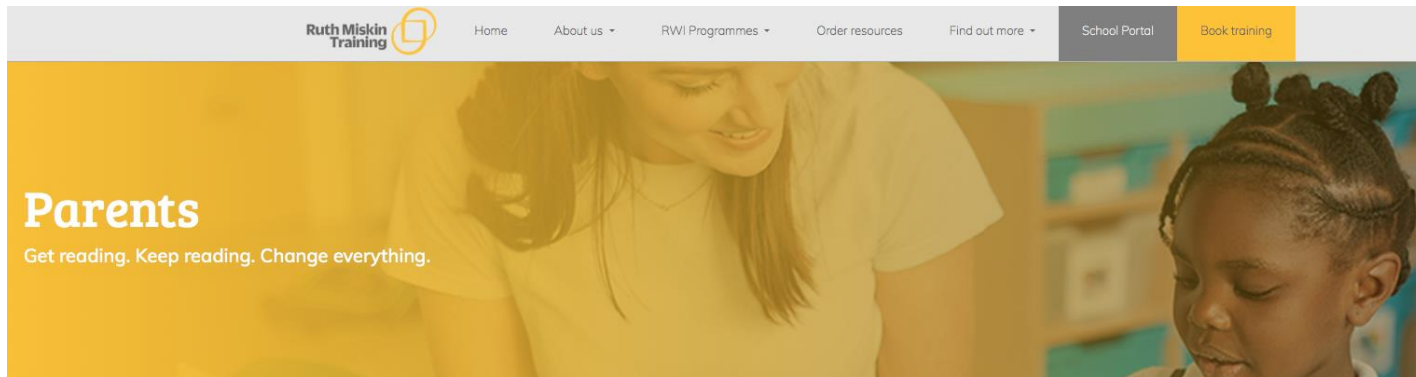 Ruth Miskin
Training
Home
About us
RWI Programmes
Order resources
Find out more
School Portal
Book training
Parents
Get reading. Keep reading. Change everything.